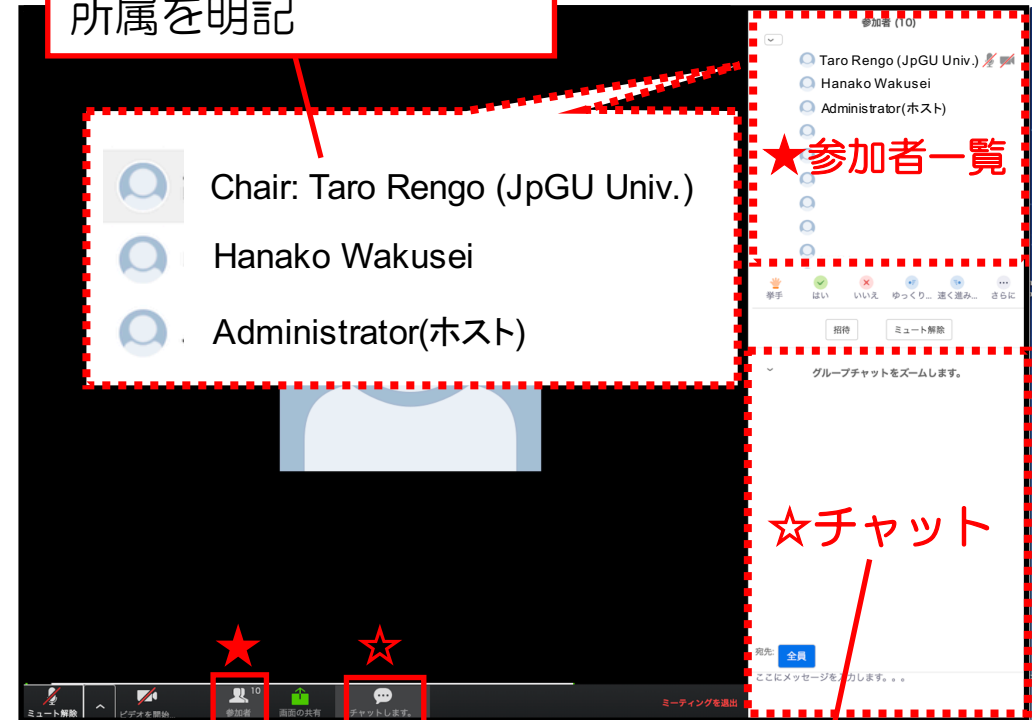 所属を明記
Chair: Taro Rengo (JpGU Univ.)
Hanako Wakusei
Administrator(ホスト)
参加者 (10)
Taro Rengo (JpGU Univ.)
Hanako Wakusei
Administrator(ホスト)
★参加者一覧
挙手 はい いいえ ゆっくり... 速く進み... さらに
招待 ミュート解除
グループチャットをズームします。
☆チャット
宛先: 全員
ここにメッセージを入力します。。。
★ ☆
ミュート解除 ビデオを開始... 参加者 10 画面の共有 チャットします。 ミーティングを退出